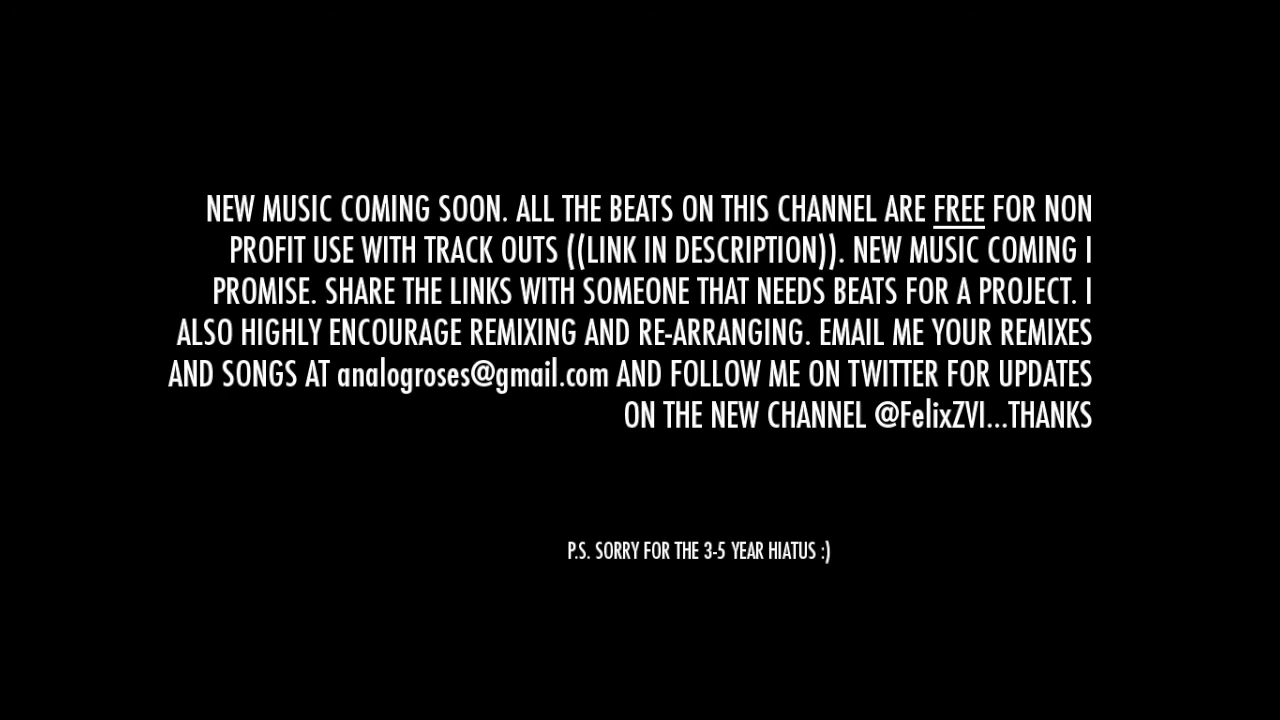 NEW MUSIC COMING SOON. ALL THE BEATS ON THIS CHANNEL ARE FREE FOR NON
PROFIT USE WITH TRACK OUTS ((LINK IN DESCRIPTION)). NEW MUSIC COMING I
PROMISE. SHARE THE LINKS WITH SOMEONE THAT NEEDS BEATS FOR A PROJECT. I
ALSO HIGHLY ENCOURAGE REMIXING AND RE-ARRANGING. EMAIL ME YOUR REMIXES
AND SONGS AT analogroses@gmail.com AND FOLLOW ME ON TWITTER FOR UPDATES
ON THE NEW CHANNEL @FelixZVI...THANKS
P.S. SORRY FOR THE 3-5 YEAR HIATUS :)